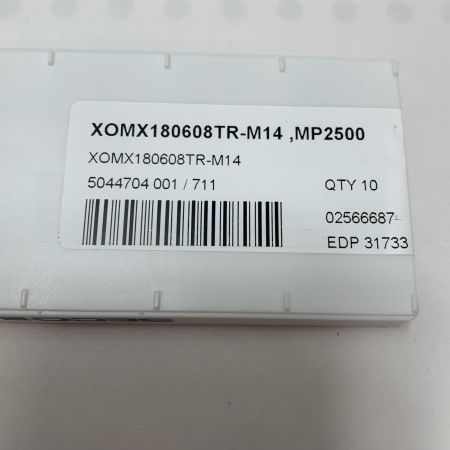 XOMX180608TR-M14 ,MP2500
XOMX180608TR-M14
5044704 001 / 711
QTY 10
02566687
EDP 31733